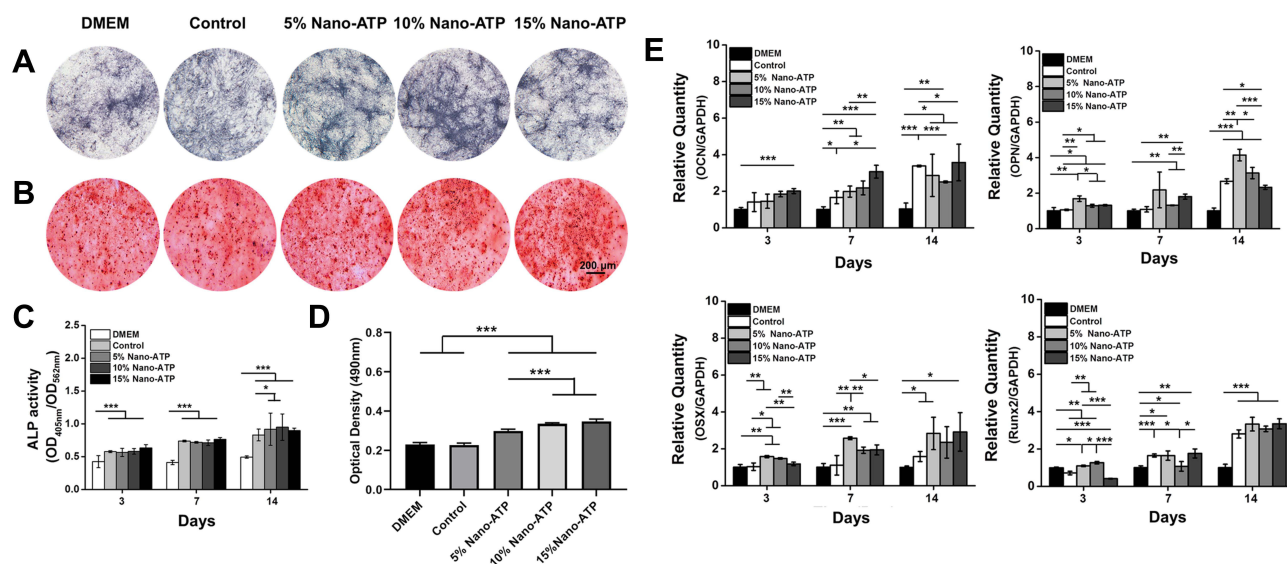 DMEM Control 5% Nano-ATP 10% Nano-ATP 15% Nano-ATP
A
B
200 μm
C
ALP activity
(OD405nm/OD562nm)
2.5
2.0
1.5
1.0
0.5
0.0
DMEM
Control
5% Nano-ATP
10% Nano-ATP
15% Nano-ATP
***
***
***
*
3 7 14
Days
D
Optical Density (490nm)
0.8
0.6
0.4
0.2
0.0
***
***
DMEM
Control
5% Nano-ATP
10% Nano-ATP
15%Nano-ATP
E
Relative Quantity
(OCN/GAPDH)
10
8
6
4
2
0
DMEM
Control
5% Nano-ATP
10% Nano-ATP
15% Nano-ATP
***
**
***
**
* *
**
*
*
*** ***
3 7 14
Days
Relative Quantity
(OPN/GAPDH)
10
8
6
4
2
0
DMEM
Control
5% Nano-ATP
10% Nano-ATP
15% Nano-ATP
*
**
*
** *
**
**
**
*
***
** *
***
3 7 14
Days
Relative Quantity
(OSX/GAPDH)
10
8
6
4
2
0
DMEM
Control
5% Nano-ATP
10% Nano-ATP
15% Nano-ATP
**
**
**
*
**
*
** **
**
***
*
*
3 7 14
Days
Relative Quantity
(Runx2/GAPDH)
10
8
6
4
2
0
DMEM
Control
5% Nano-ATP
10% Nano-ATP
15% Nano-ATP
**
***
**
***
* * ***
**
*
*** *
***
3 7 14
Days